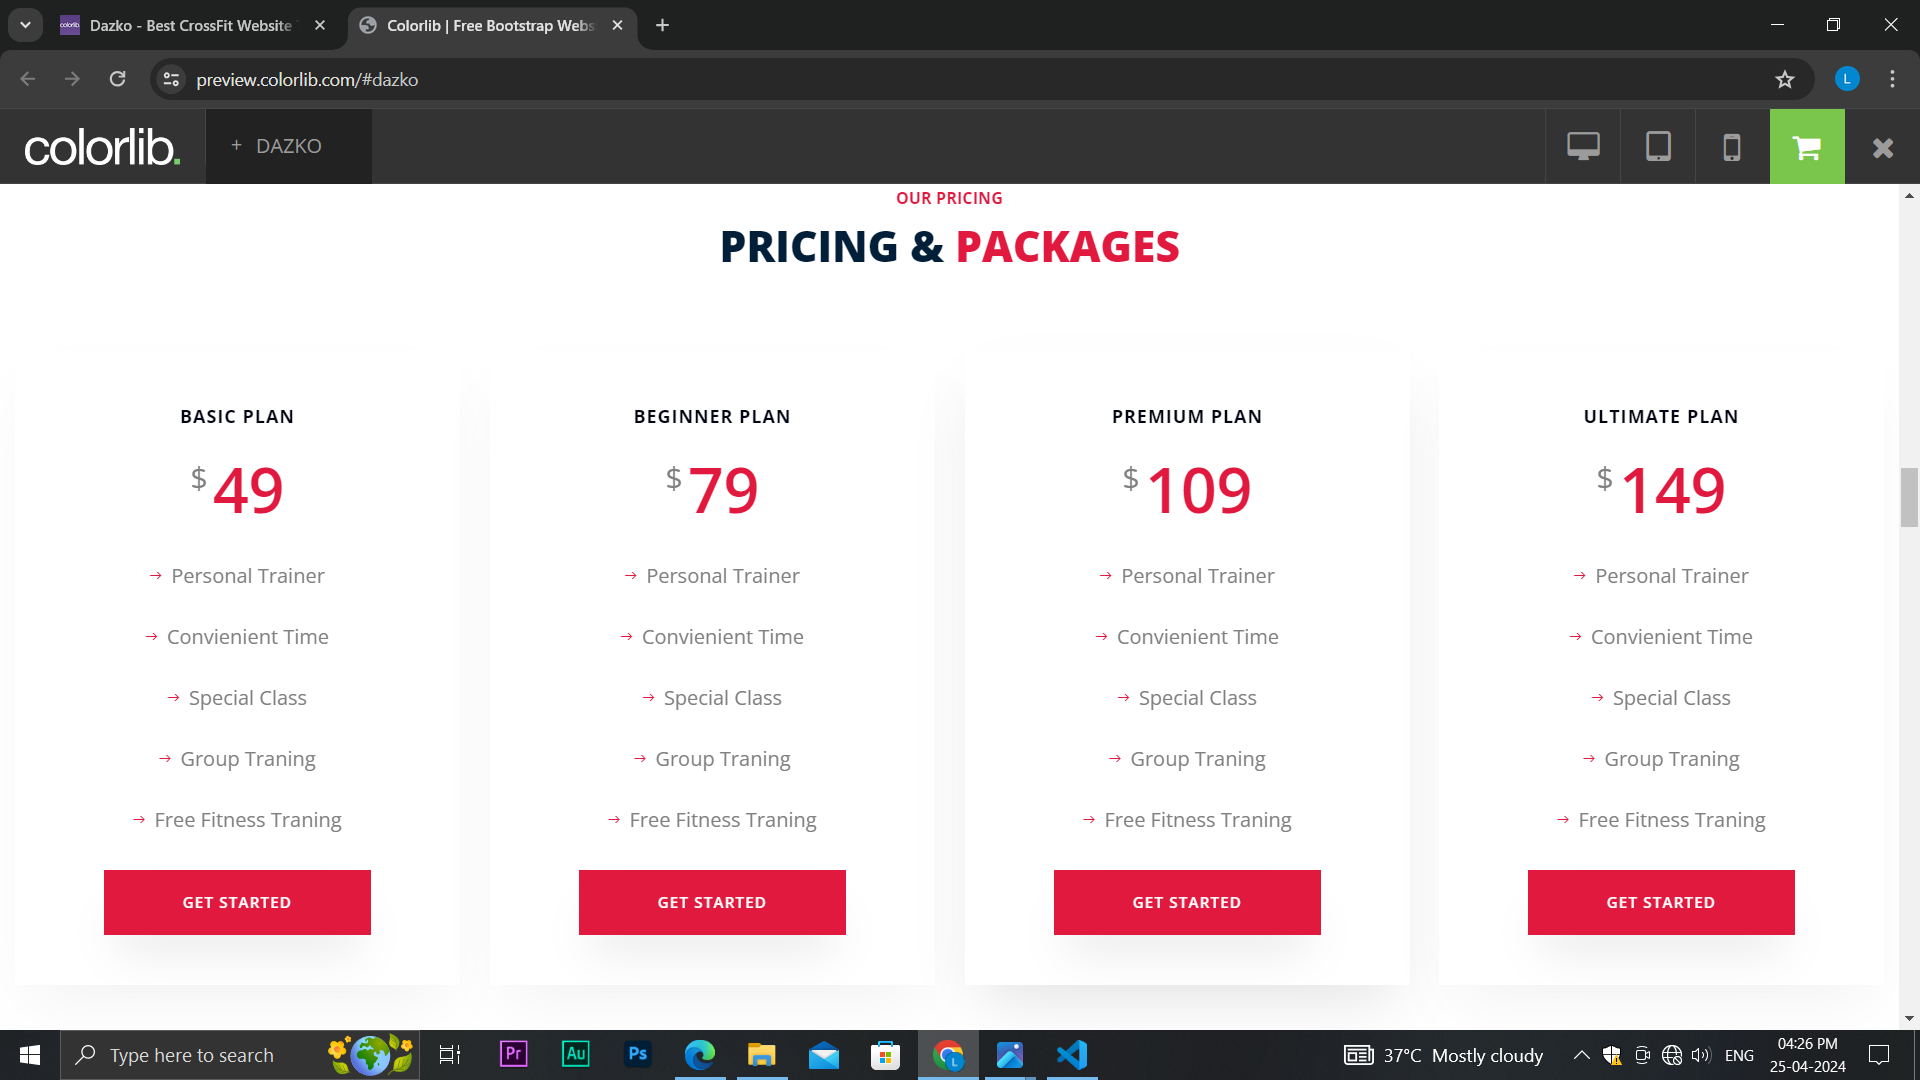 Dazko - Best CrossFit Website
Colorlib | Free Bootstrap Webs
preview.colorlib.com/#dazko
L
colorlib.
+ DAZKO
OUR PRICING
PRICING & PACKAGES
BASIC PLAN
$49
→ Personal Trainer
→ Convienient Time
→ Special Class
→ Group Traning
→ Free Fitness Traning
GET STARTED
BEGINNER PLAN
$79
→ Personal Trainer
→ Convienient Time
→ Special Class
→ Group Traning
→ Free Fitness Traning
GET STARTED
PREMIUM PLAN
$109
→ Personal Trainer
→ Convienient Time
→ Special Class
→ Group Traning
→ Free Fitness Traning
GET STARTED
ULTIMATE PLAN
$149
→ Personal Trainer
→ Convienient Time
→ Special Class
→ Group Traning
→ Free Fitness Traning
GET STARTED
Type here to search
Pr
Au
Ps
L
37°C Mostly cloudy
ENG
04:26 PM
25-04-2024